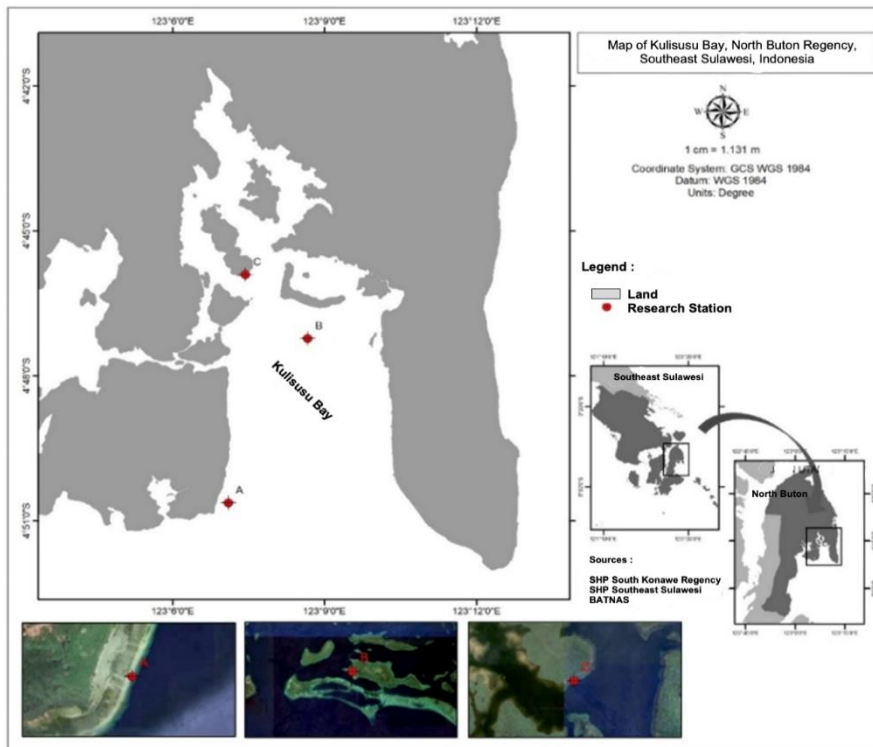 123°6'0"E 123°9'0"E 123°12'0"E
4°42'0"S
4°45'0"S
4°48'0"S
4°51'0"S
C
B
Kulisusu Bay
A
123°6'0"E 123°9'0"E 123°12'0"E
Map of Kulisusu Bay, North Buton Regency,
Southeast Sulawesi, Indonesia
N
W E
S
1 cm = 1.131 m
Coordinate System: GCS WGS 1984
Datum: WGS 1984
Units: Degree
Legend :
Land
Research Station
Southeast Sulawesi
North Buton
Sources :
SHP South Konawe Regency
SHP Southeast Sulawesi
BATNAS
A
B
C